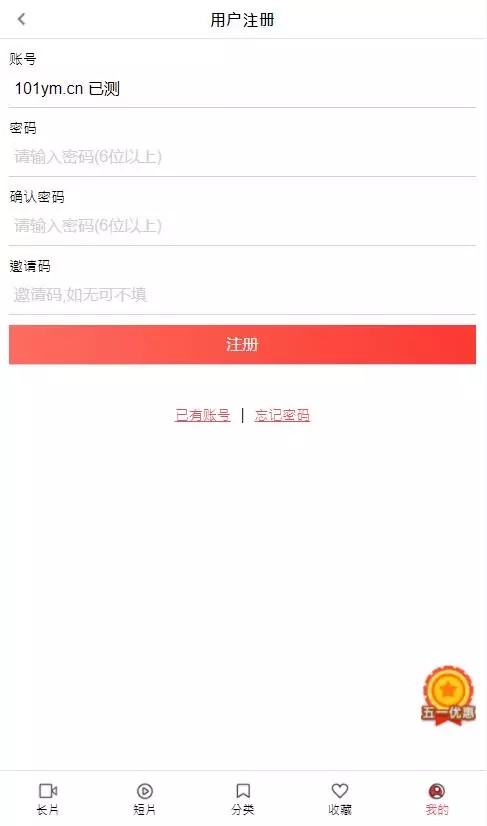 用户注册
账号
101ym.cn 已测
密码
请输入密码(6位以上)
确认密码
请输入密码(6位以上)
邀请码
邀请码,如无可不填
注册
已有账号 | 忘记密码
五一优惠
长片 短片 分类 收藏 我的